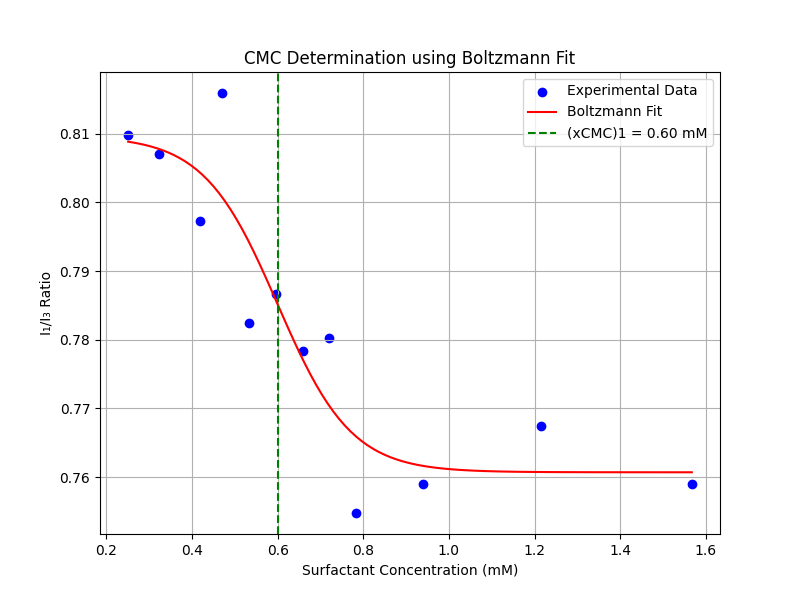 CMC Determination using Boltzmann Fit
Experimental Data
Boltzmann Fit
(xCMC)1 = 0.60 mM
I₁/I₃ Ratio
0.81
0.80
0.79
0.78
0.77
0.76
0.2 0.4 0.6 0.8 1.0 1.2 1.4 1.6
Surfactant Concentration (mM)